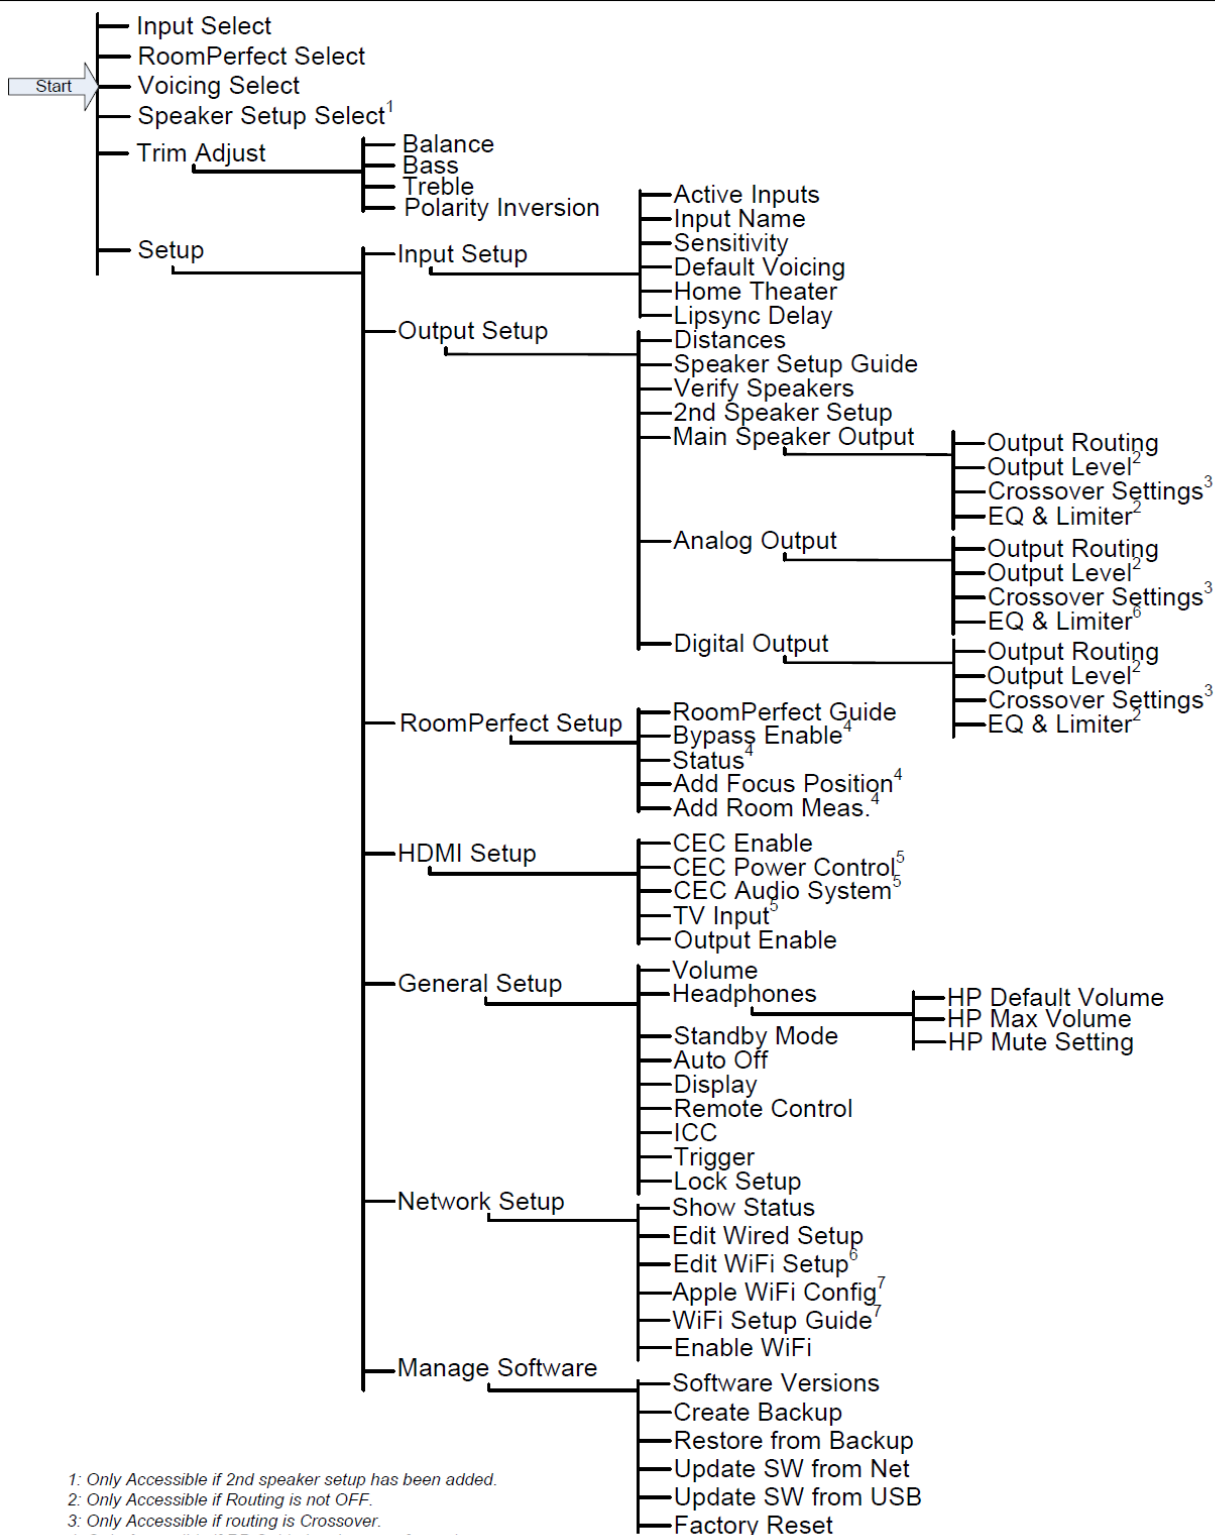 Input Select
RoomPerfect Select
Start
Voicing Select
Speaker Setup Select1
Trim Adjust
Balance
Bass
Treble
Polarity Inversion
Setup
Input Setup
Active Inputs
Input Name
Sensitivity
Default Voicing
Home Theater
Lipsync Delay
Output Setup
Distances
Speaker Setup Guide
Verify Speakers
2nd Speaker Setup
Main Speaker Output
Output Routing
Output Level2
Crossover Settings3
EQ & Limiter2
Analog Output
Output Routing
Output Level2
Crossover Settings3
EQ & Limiter6
Digital Output
Output Routing
Output Level2
Crossover Settings3
EQ & Limiter2
RoomPerfect Setup
RoomPerfect Guide
Bypass Enable4
Status4
Add Focus Position4
Add Room Meas.4
HDMI Setup
CEC Enable
CEC Power Control5
CEC Audio System5
TV Input5
Output Enable
General Setup
Volume
Headphones
HP Default Volume
HP Max Volume
HP Mute Setting
Standby Mode
Auto Off
Display
Remote Control
ICC
Trigger
Lock Setup
Network Setup
Show Status
Edit Wired Setup
Edit WiFi Setup6
Apple WiFi Config7
WiFi Setup Guide7
Enable WiFi
Manage Software
Software Versions
Create Backup
Restore from Backup
Update SW from Net
Update SW from USB
Factory Reset
1: Only Accessible if 2nd speaker setup has been added.
2: Only Accessible if Routing is not OFF.
3: Only Accessible if routing is Crossover.